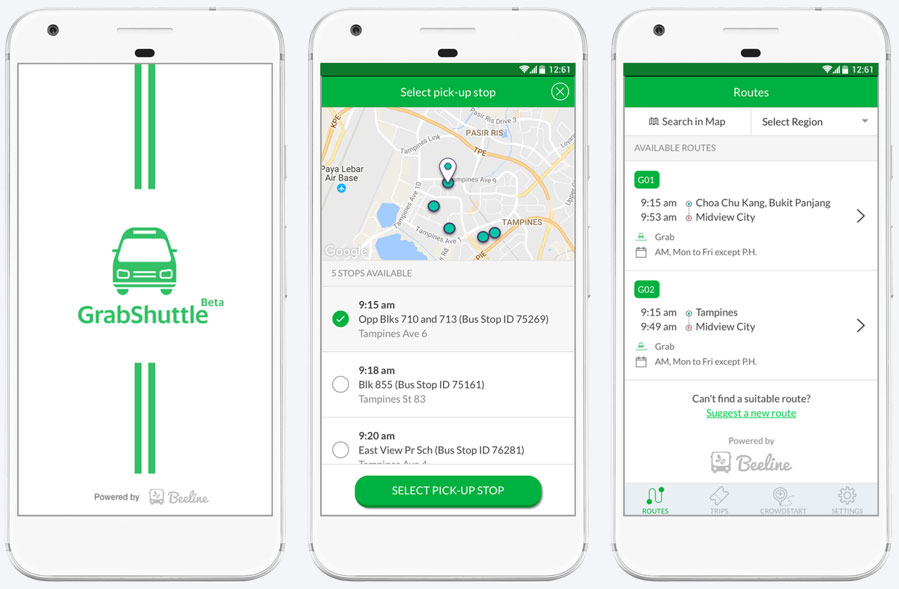 GrabShuttle Beta
Powered by Beeline
12:61
Select pick-up stop
KPE
Pasir Ris Drive 3
PASIR RIS
Tampines Link
TPE
Paya Lebar
Air Base
Tampines Ave 10
Tampines Ave 9
TAMPINES
Tampines Ave 1
PIE
Google
5 STOPS AVAILABLE
9:15 am
Opp Blks 710 and 713 (Bus Stop ID 75269)
Tampines Ave 6
9:18 am
Blk 855 (Bus Stop ID 75161)
Tampines St 83
9:20 am
East View Pr Sch (Bus Stop ID 76281)
SELECT PICK-UP STOP
12:61
Routes
Search in Map
Select Region
AVAILABLE ROUTES
G01
9:15 am Choa Chu Kang, Bukit Panjang
9:53 am Midview City
Grab
AM, Mon to Fri except P.H.
G02
9:15 am Tampines
9:49 am Midview City
Grab
AM, Mon to Fri except P.H.
Can't find a suitable route?
Suggest a new route
Powered by
Beeline
ROUTES
TRIPS
CROWDSTART
SETTINGS